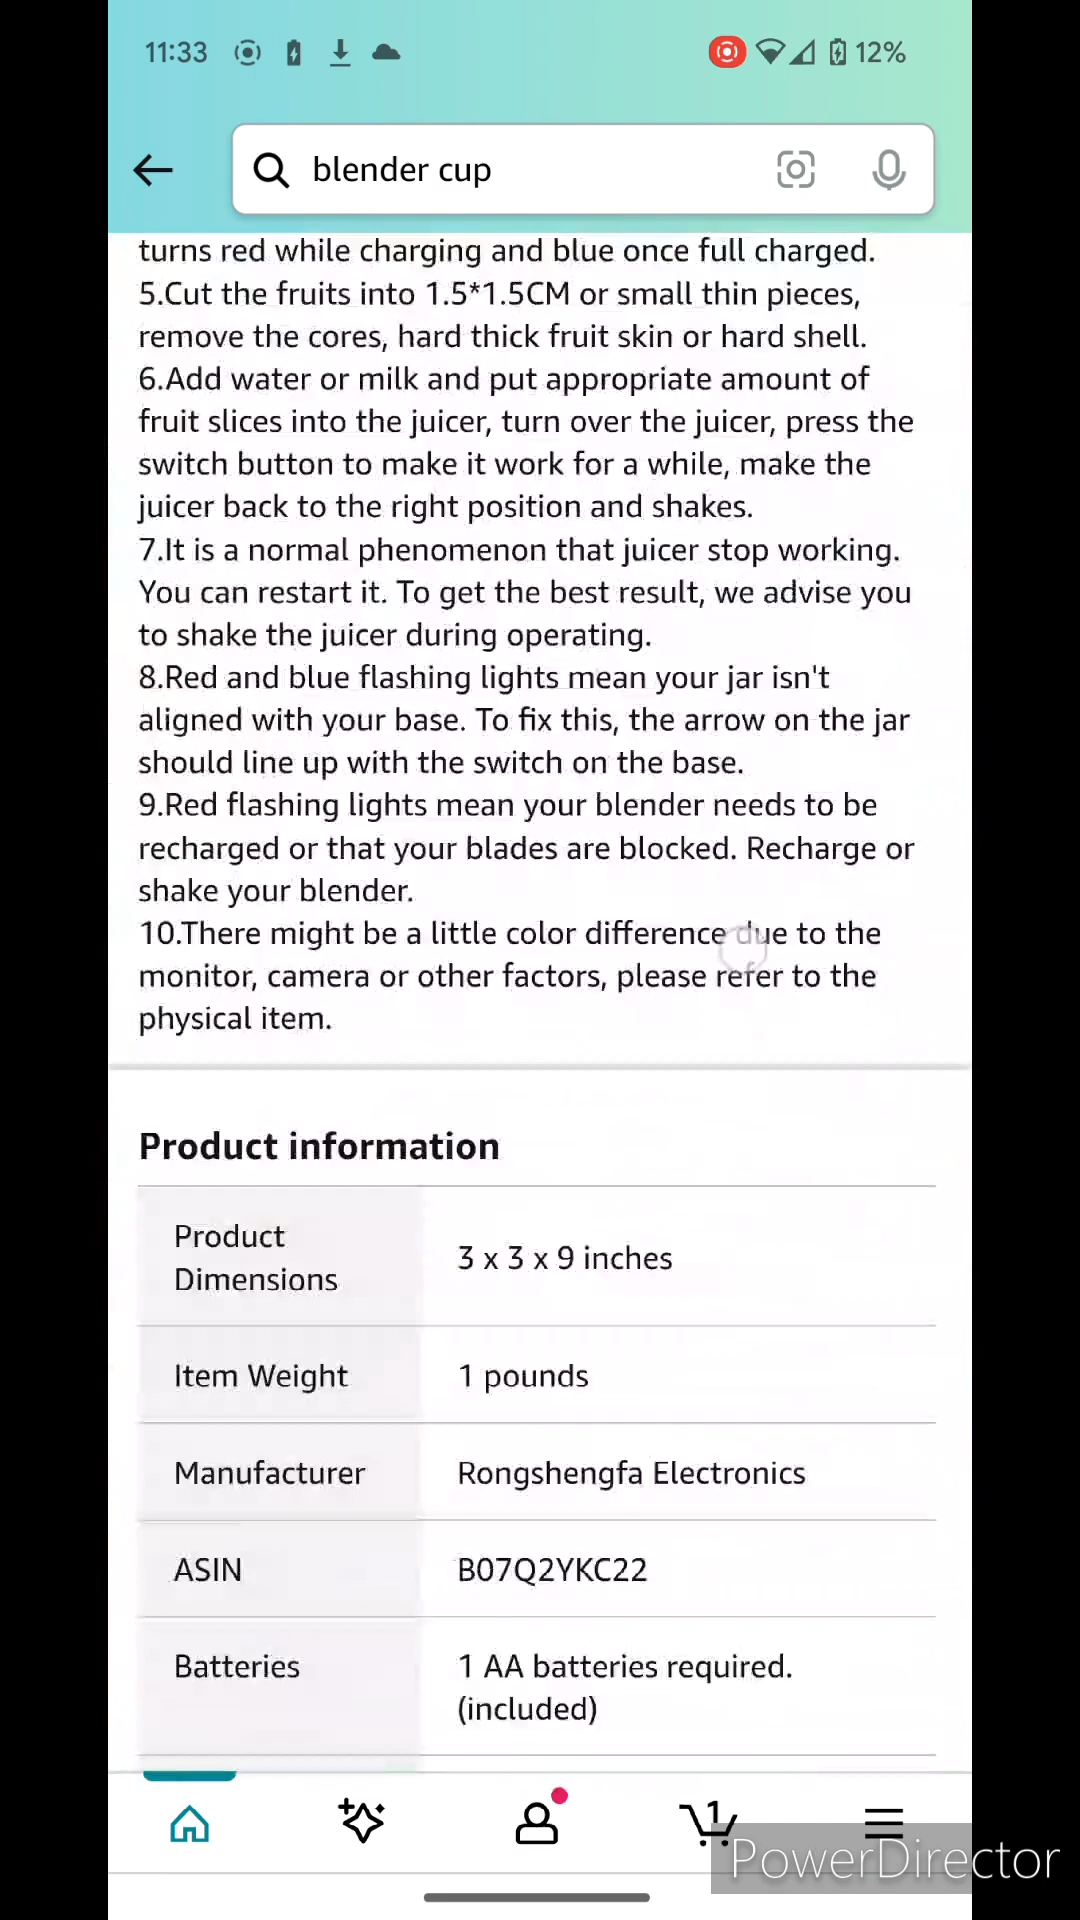 11:33
12%
blender cup
turns red while charging and blue once full charged.
5.Cut the fruits into 1.5*1.5CM or small thin pieces,
remove the cores, hard thick fruit skin or hard shell.
6.Add water or milk and put appropriate amount of
fruit slices into the juicer, turn over the juicer, press the
switch button to make it work for a while, make the
juicer back to the right position and shakes.
7.It is a normal phenomenon that juicer stop working.
You can restart it. To get the best result, we advise you
to shake the juicer during operating.
8.Red and blue flashing lights mean your jar isn't
aligned with your base. To fix this, the arrow on the jar
should line up with the switch on the base.
9.Red flashing lights mean your blender needs to be
recharged or that your blades are blocked. Recharge or
shake your blender.
10.There might be a little color difference due to the
monitor, camera or other factors, please refer to the
physical item.
Product information
Product
Dimensions
3 x 3 x 9 inches
Item Weight
1 pounds
Manufacturer
Rongshengfa Electronics
ASIN
B07Q2YKC22
Batteries
1 AA batteries required.
(included)
1
PowerDirector